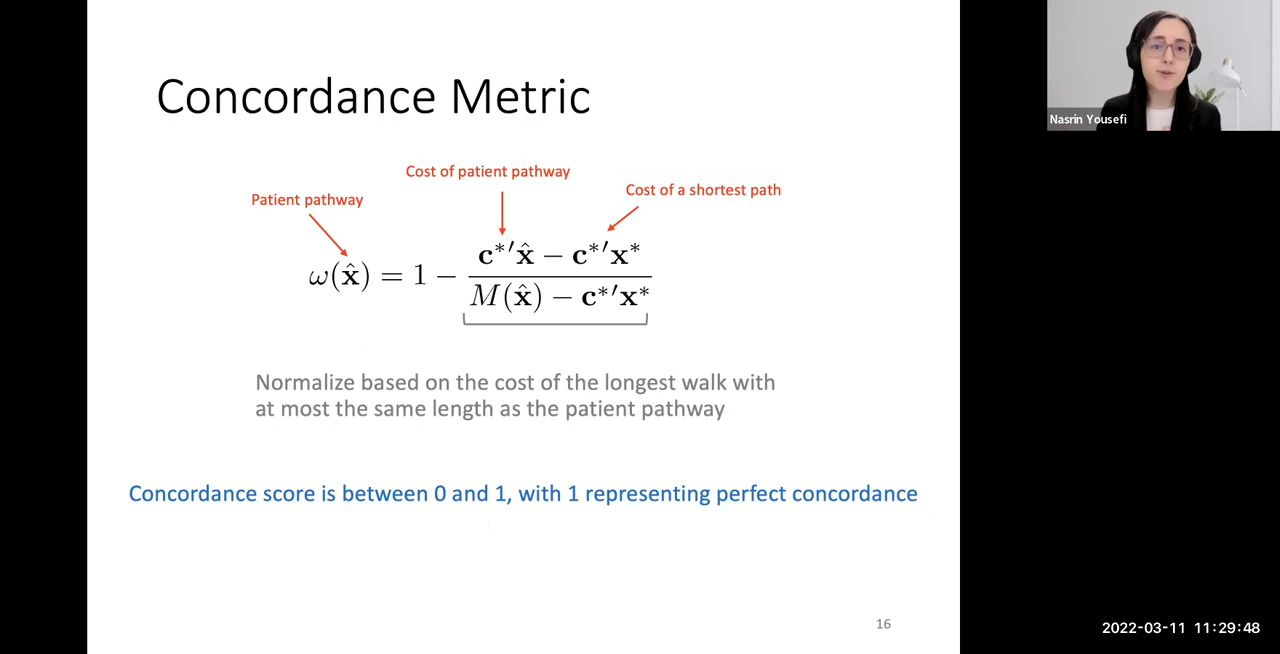 Concordance Metric
Cost of patient pathway
Cost of a shortest path
Patient pathway
ω(x̂) = 1 − (c*′x̂ − c*′x*) / (M(x̂) − c*′x*)
Normalize based on the cost of the longest walk with
at most the same length as the patient pathway
Concordance score is between 0 and 1, with 1 representing perfect concordance
16
Nasrin Yousefi
2022-03-11 11:29:48